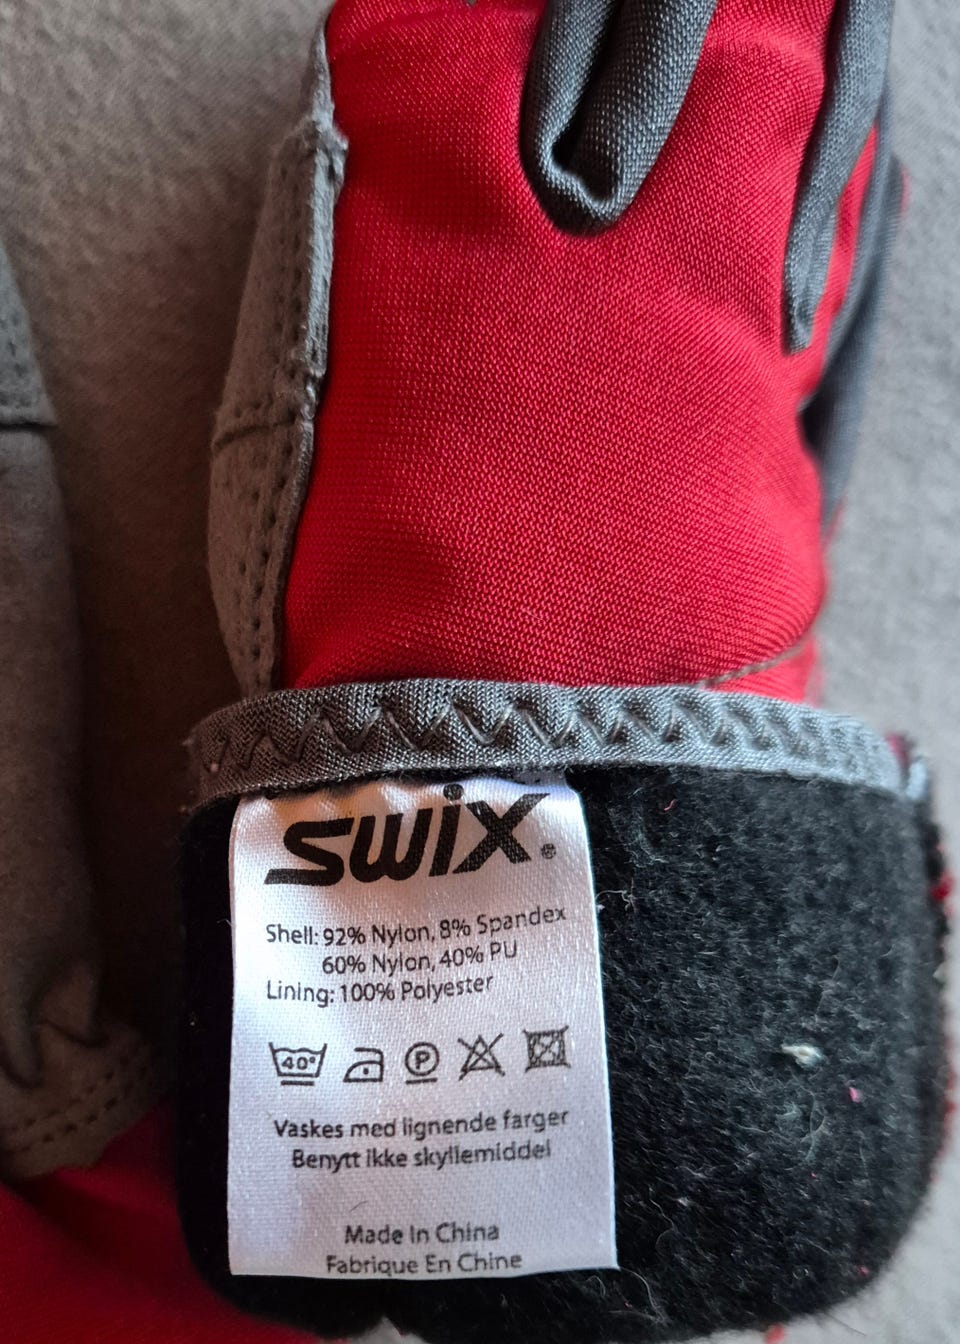 swix®
Shell: 92% Nylon, 8% Spandex
60% Nylon, 40% PU
Lining: 100% Polyester
40° P
Vaskes med lignende farger
Benytt ikke skyllemiddel
Made In China
Fabrique En Chine